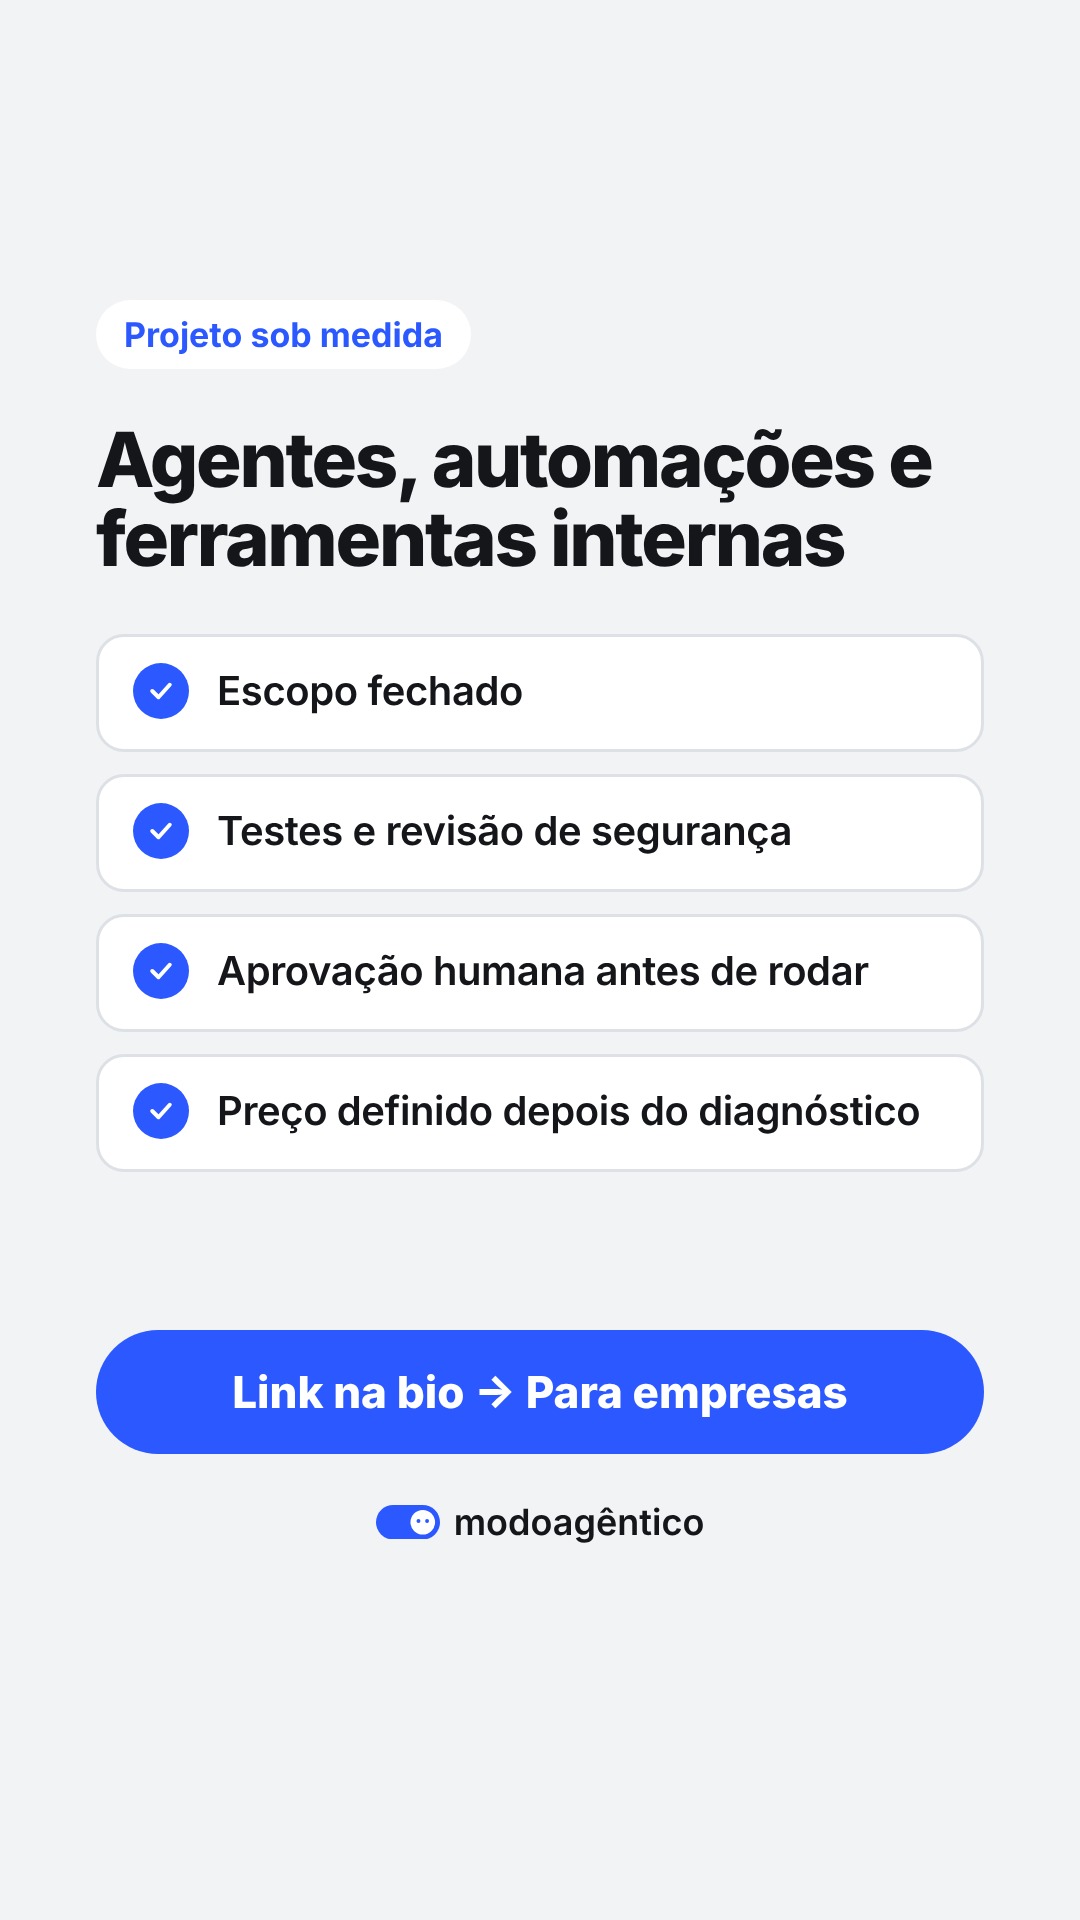 Projeto sob medida
Agentes, automações e
ferramentas internas
Escopo fechado
Testes e revisão de segurança
Aprovação humana antes de rodar
Preço definido depois do diagnóstico
Link na bio → Para empresas
modoagêntico